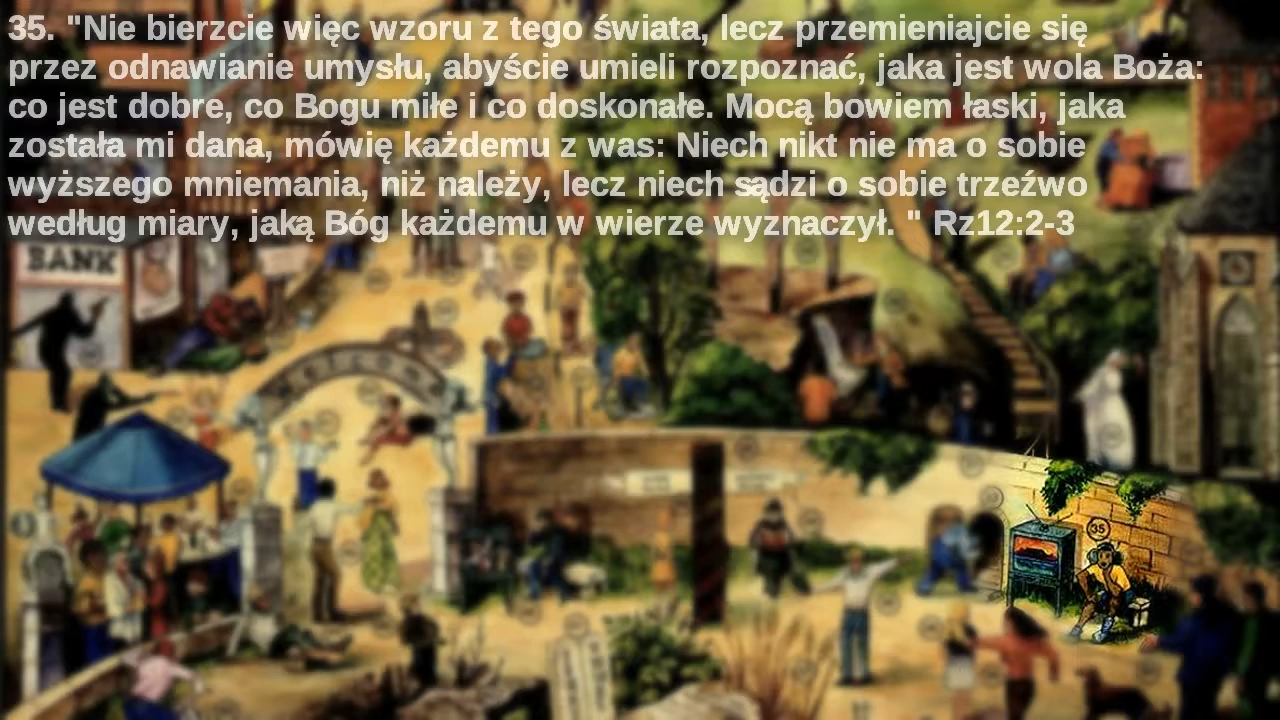 35. "Nie bierzcie więc wzoru z tego świata, lecz przemieniajcie się
przez odnawianie umysłu, abyście umieli rozpoznać, jaka jest wola Boża:
co jest dobre, co Bogu miłe i co doskonałe. Mocą bowiem łaski, jaka
została mi dana, mówię każdemu z was: Niech nikt nie ma o sobie
wyższego mniemania, niż należy, lecz niech sądzi o sobie trzeźwo
według miary, jaką Bóg każdemu w wierze wyznaczył. " Rz12:2-3
BANK
WELCOME
35